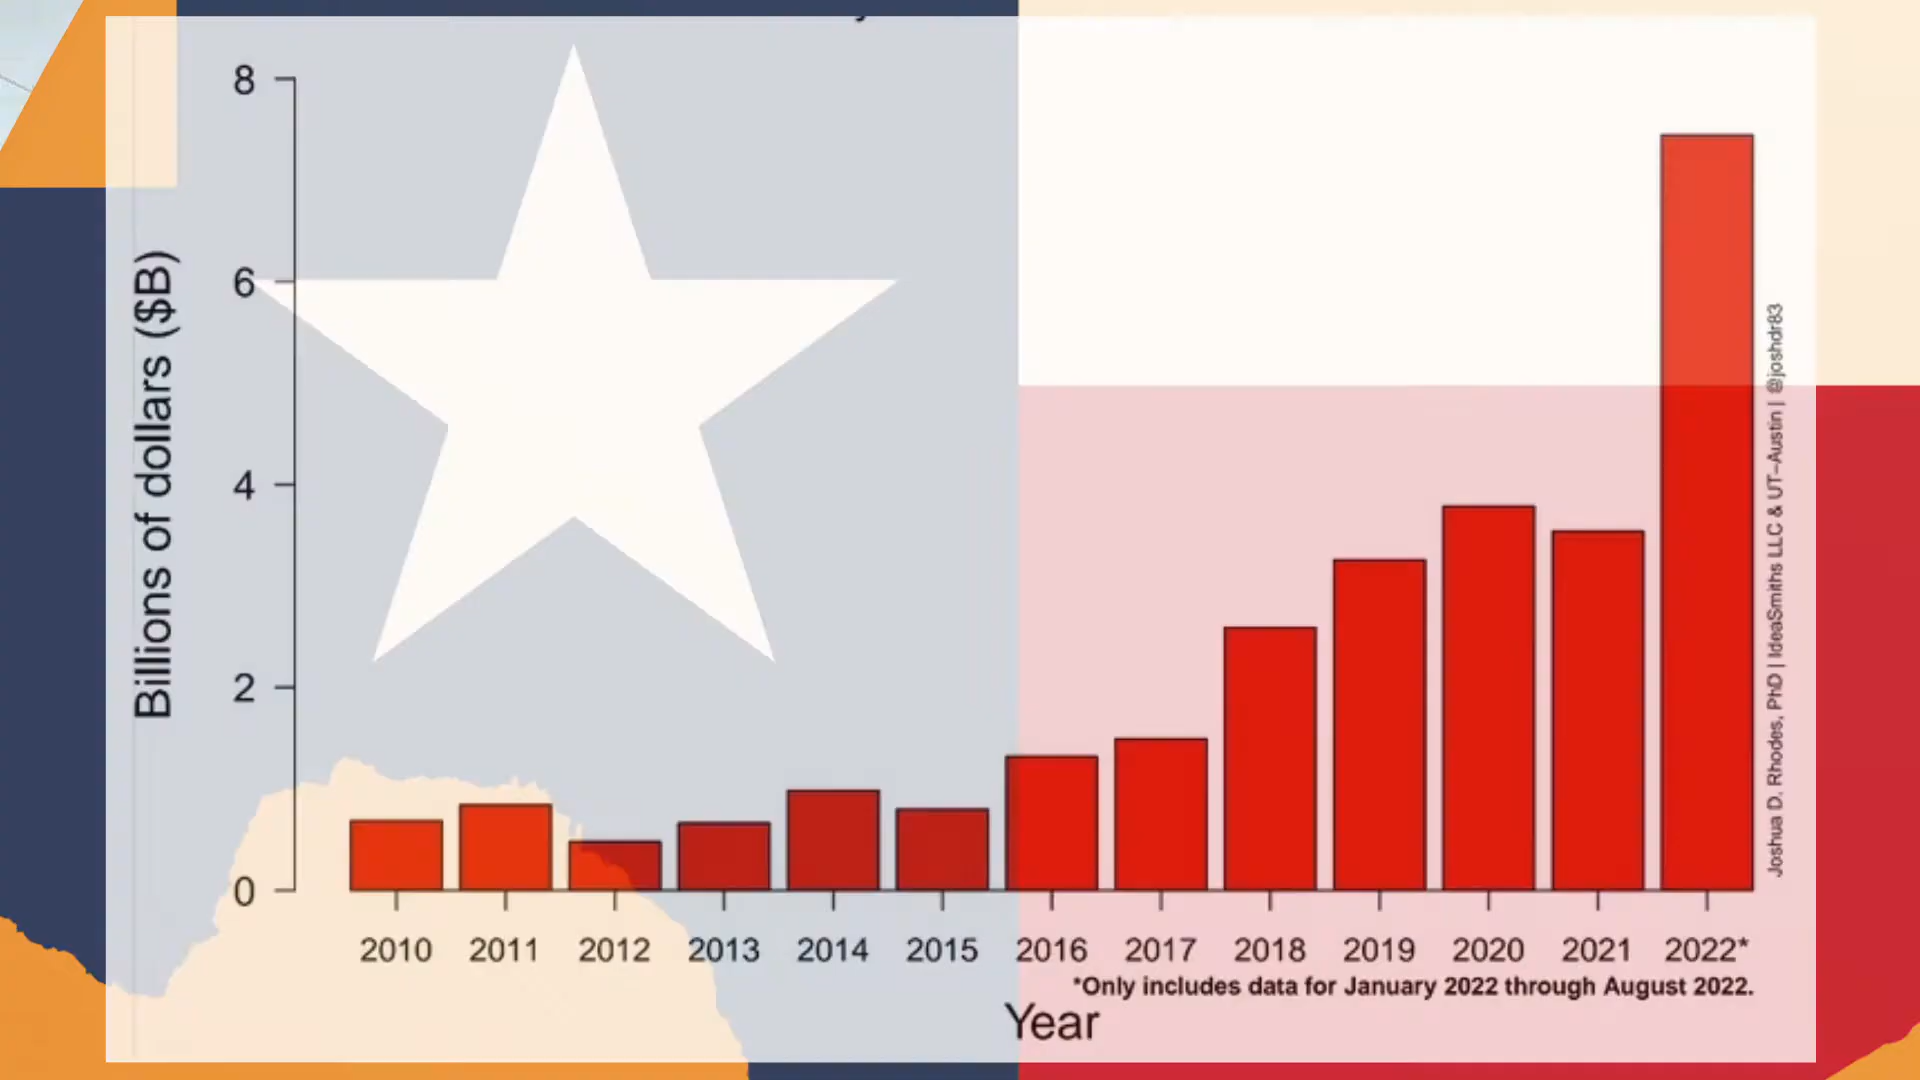 8
6
4
2
0
Billions of dollars ($B)
2010 2011 2012 2013 2014 2015 2016 2017 2018 2019 2020 2021 2022*
*Only includes data for January 2022 through August 2022.
Year
Joshua D. Rhodes, PhD | IdeaSmiths LLC & UT–Austin | @joshdr83